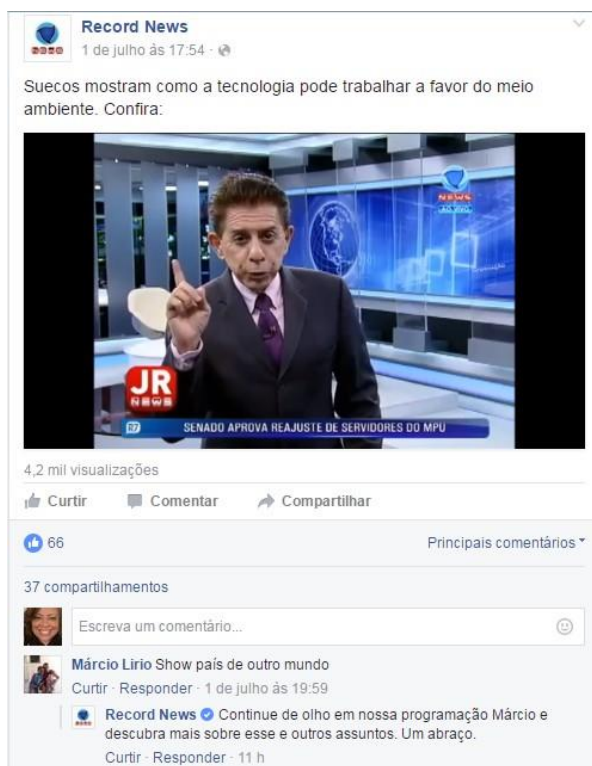 Record News
1 de julho às 17:54
Suecos mostram como a tecnologia pode trabalhar a favor do meio
ambiente. Confira:
NEWS
JR
NEWS
R7 SENADO APROVA REAJUSTE DE SERVIDORES DO MPU
4,2 mil visualizações
Curtir Comentar Compartilhar
66 Principais comentários
37 compartilhamentos
Escreva um comentário...
Márcio Lirio Show país de outro mundo
Curtir · Responder · 1 de julho às 19:59
Record News Continue de olho em nossa programação Márcio e
descubra mais sobre esse e outros assuntos. Um abraço.
Curtir · Responder · 11 h